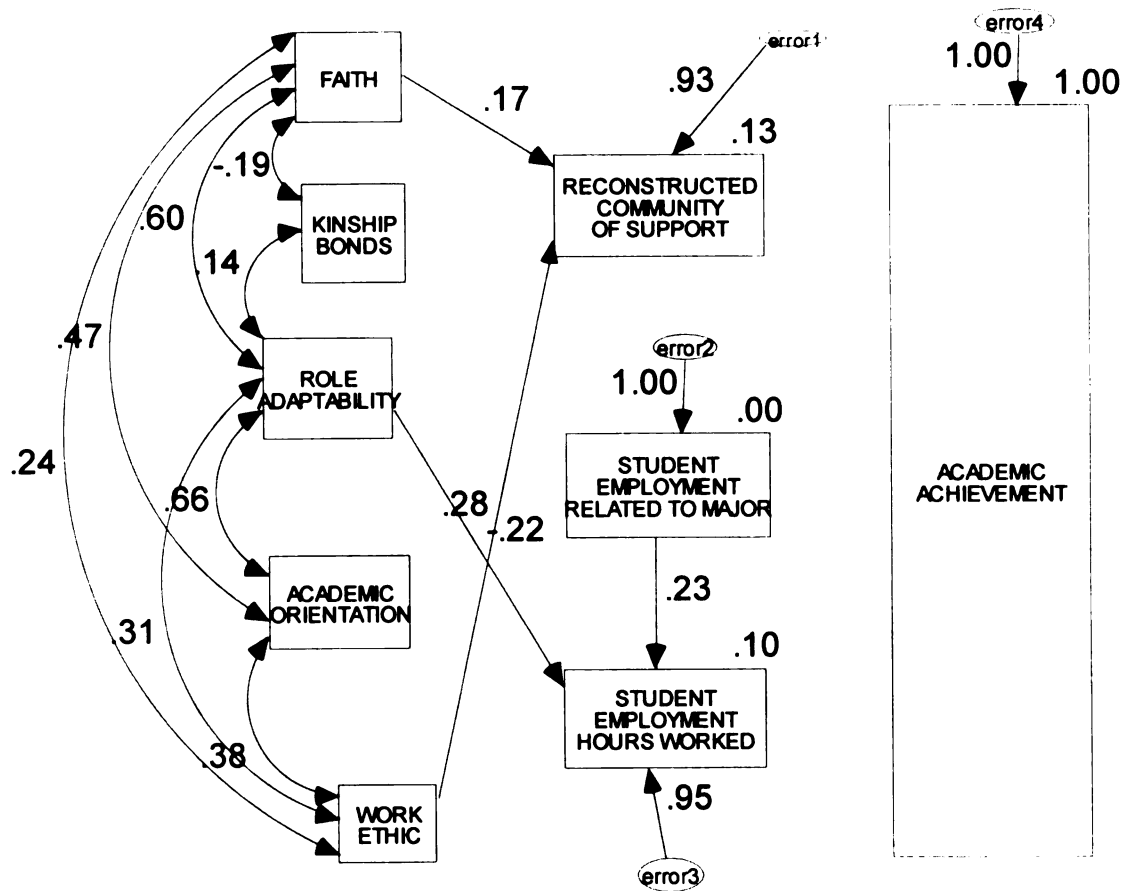 error4
error1
1.00
1.00
FAITH
.93
.17
.13
-.19
RECONSTRUCTED
COMMUNITY
OF SUPPORT
.60
KINSHIP
BONDS
.14
.47
error2
ROLE
ADAPTABILITY
1.00
.00
.24
STUDENT
EMPLOYMENT
RELATED TO MAJOR
ACADEMIC
ACHIEVEMENT
.66
.28
-.22
ACADEMIC
ORIENTATION
.23
.31
.10
STUDENT
EMPLOYMENT
HOURS WORKED
.38
.95
WORK
ETHIC
error3